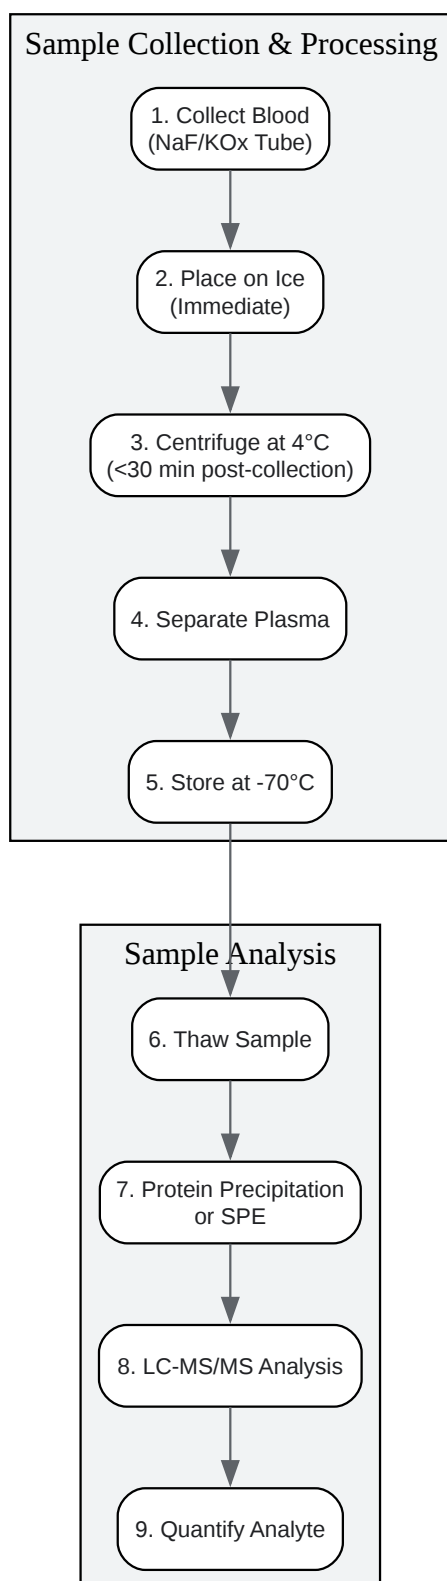 Sample Collection & Processing
1. Collect Blood
(NaF/KOx Tube)
2. Place on Ice
(Immediate)
3. Centrifuge at 4°C
(<30 min post-collection)
4. Separate Plasma
5. Store at -70°C
Sample Analysis
6. Thaw Sample
7. Protein Precipitation
or SPE
8. LC-MS/MS Analysis
9. Quantify Analyte